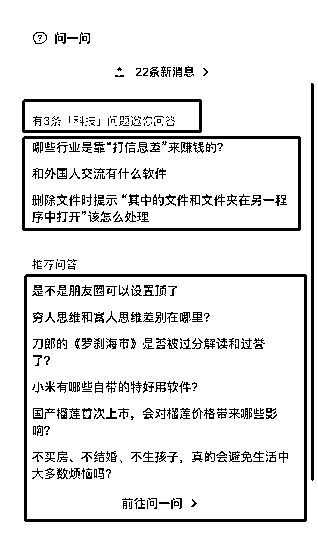 问一问
22条新消息 >
有3条「科技」问题邀你回答
哪些行业是靠“打信息差”来赚钱的?
和外国人交流有什么软件
删除文件时提示“其中的文件和文件夹在另一程
序中打开”该怎么处理
推荐问答
是不是朋友圈可以设置顶了
穷人思维和富人思维差别在哪里?
刀郎的《罗刹海市》是否被过分解读和过誉
了?
小米有哪些自带的特好用软件?
国产榴莲首次上市，会对榴莲价格带来哪些影
响?
不买房、不结婚、不生孩子，真的会避免生活中
大多数烦恼吗?
前往问一问 >